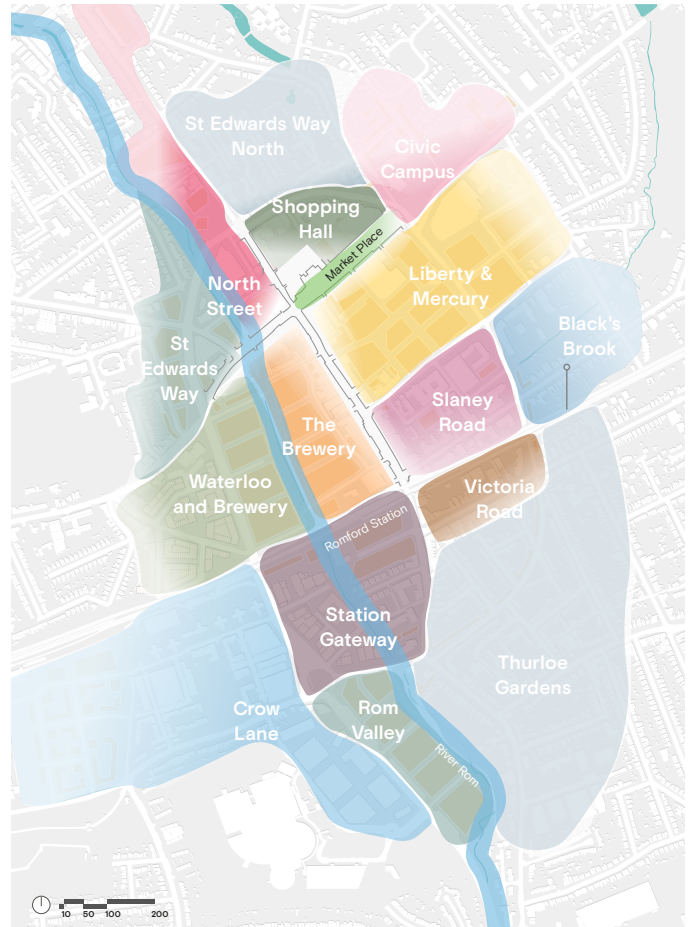 St Edwards Way
North
Civic
Campus
Shopping
Hall
Market Place
Liberty &
Mercury
North
Street
Black's
Brook
St
Edwards
Way
Slaney
Road
The
Brewery
Waterloo
and Brewery
Victoria
Road
Romford Station
Station
Gateway
Thurloe
Gardens
Crow
Lane
Rom
Valley
River Rom
10 50 100 200